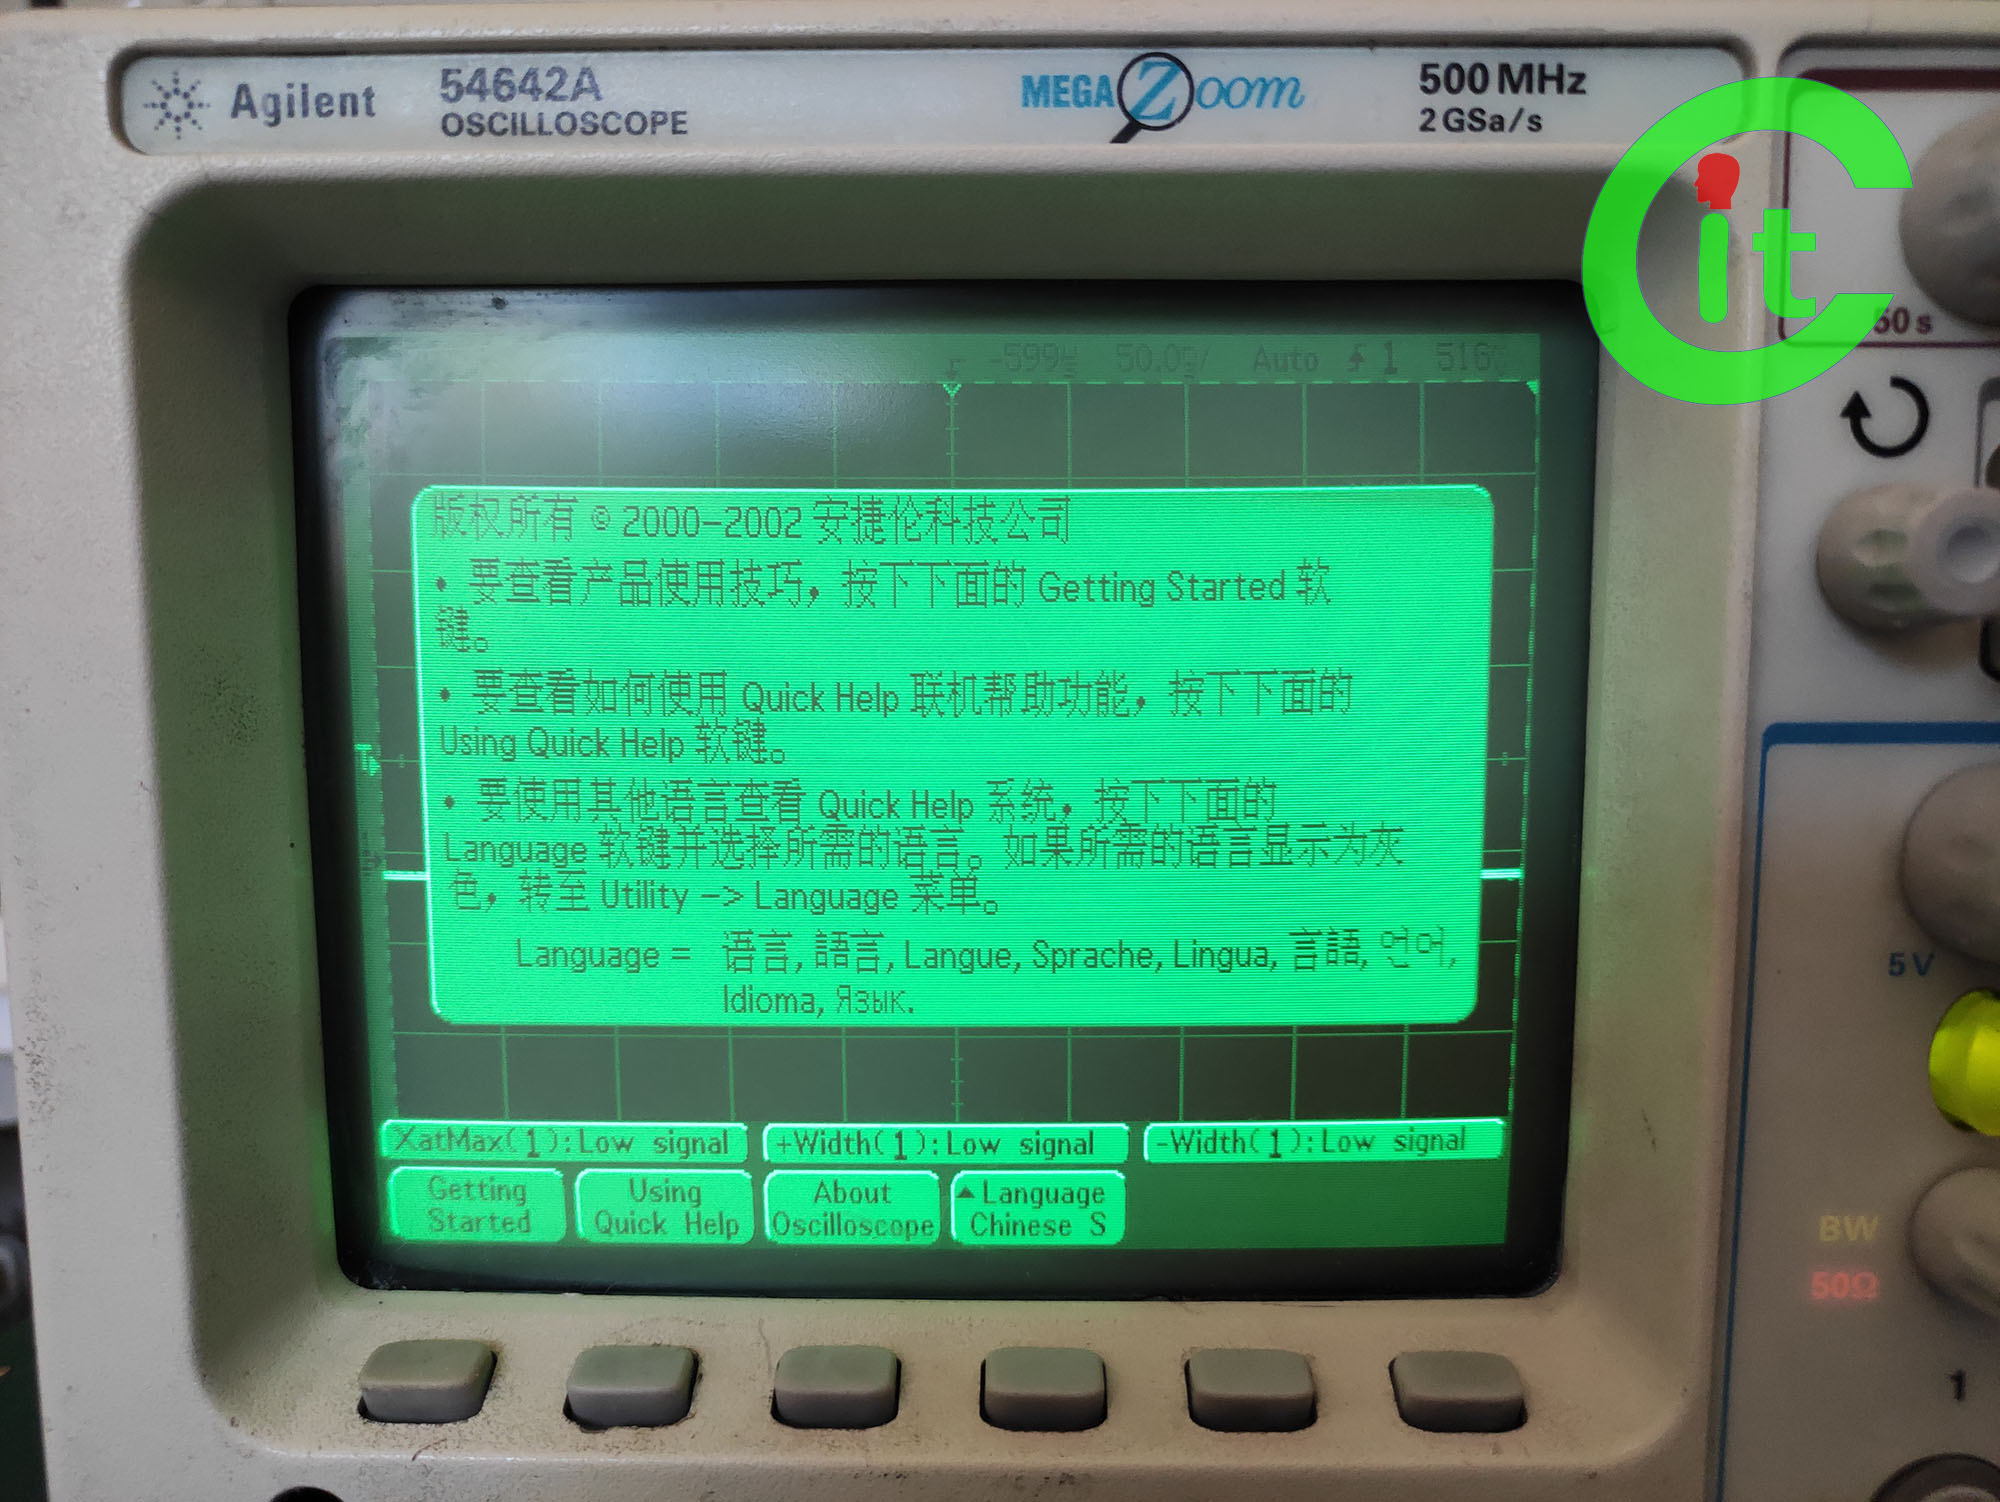 Agilent
54642A
OSCILLOSCOPE
MEGA Zoom
500 MHz
2 GSa/s
it
50 s
50.0 Auto 1
版权所有 © 2000-2002 安捷伦科技公司
• 要查看产品使用技巧，按下下面的 Getting Started 软
键。
• 要查看如何使用 Quick Help 联机帮助功能，按下下面的
Using Quick Help 软键。
• 要使用其他语言查看 Quick Help 系统，按下下面的
Language 软键并选择所需的语言。如果所需的语言显示为灰
色，转至 Utility -> Language 菜单。
Language = 语言, 語言, Langue, Sprache, Lingua, 言語, 언어,
Idioma, Язык.
XatMax(1):Low signal
+Width(1):Low signal
-Width(1):Low signal
Getting
Started
Using
Quick Help
About
Oscilloscope
Language
Chinese S
5 V
BW
50Ω
1